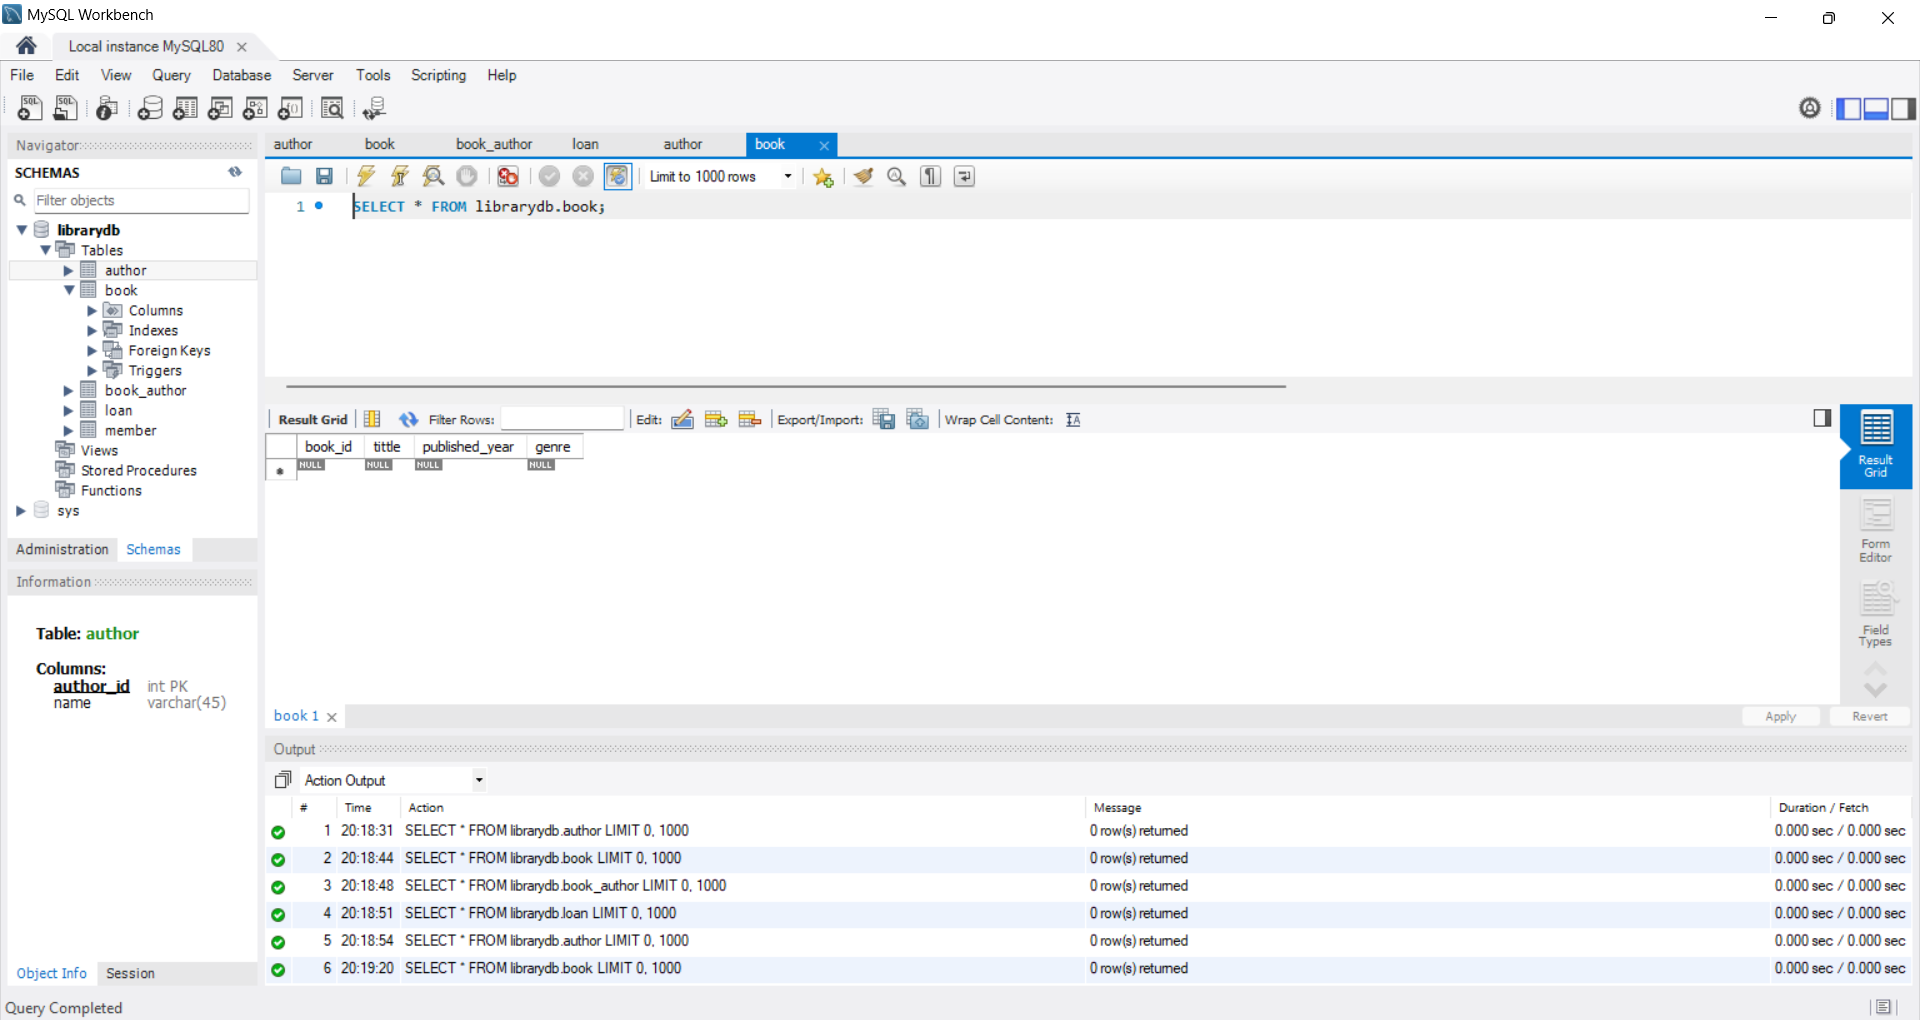 MySQL Workbench
Local instance MySQL80
File Edit View Query Database Server Tools Scripting Help
Navigator
SCHEMAS
Filter objects
librarydb
Tables
author
book
Columns
Indexes
Foreign Keys
Triggers
book_author
loan
member
Views
Stored Procedures
Functions
sys
Administration Schemas
Information
Table: author
Columns:
author_id int PK
name varchar(45)
Object Info Session
author book book_author loan author book
Limit to 1000 rows
1 SELECT * FROM librarydb.book;
Result Grid Filter Rows: Edit: Export/Import: Wrap Cell Content:
book_id tittle published_year genre
NULL NULL NULL NULL
Result
Grid
Form
Editor
Field
Types
book 1 Apply Revert
Output
Action Output
# Time Action Message Duration / Fetch
1 20:18:31 SELECT * FROM librarydb.author LIMIT 0, 1000 0 row(s) returned 0.000 sec / 0.000 sec
2 20:18:44 SELECT * FROM librarydb.book LIMIT 0, 1000 0 row(s) returned 0.000 sec / 0.000 sec
3 20:18:48 SELECT * FROM librarydb.book_author LIMIT 0, 1000 0 row(s) returned 0.000 sec / 0.000 sec
4 20:18:51 SELECT * FROM librarydb.loan LIMIT 0, 1000 0 row(s) returned 0.000 sec / 0.000 sec
5 20:18:54 SELECT * FROM librarydb.author LIMIT 0, 1000 0 row(s) returned 0.000 sec / 0.000 sec
6 20:19:20 SELECT * FROM librarydb.book LIMIT 0, 1000 0 row(s) returned 0.000 sec / 0.000 sec
Query Completed